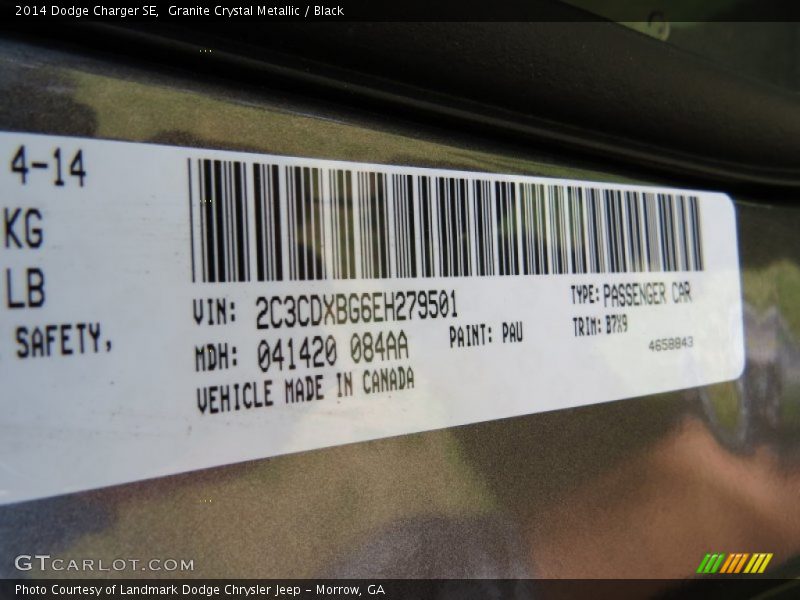 2014 Dodge Charger SE,  Granite Crystal Metallic / Black
4-14
KG
LB
SAFETY,
VIN: 2C3CDXBG6EH279501
TYPE: PASSENGER CAR
MDH: 041420 084AA
PAINT: PAU
TRIM: B7X9
VEHICLE MADE IN CANADA
4658843
GTCARLOT.COM
Photo Courtesy of Landmark Dodge Chrysler Jeep - Morrow, GA